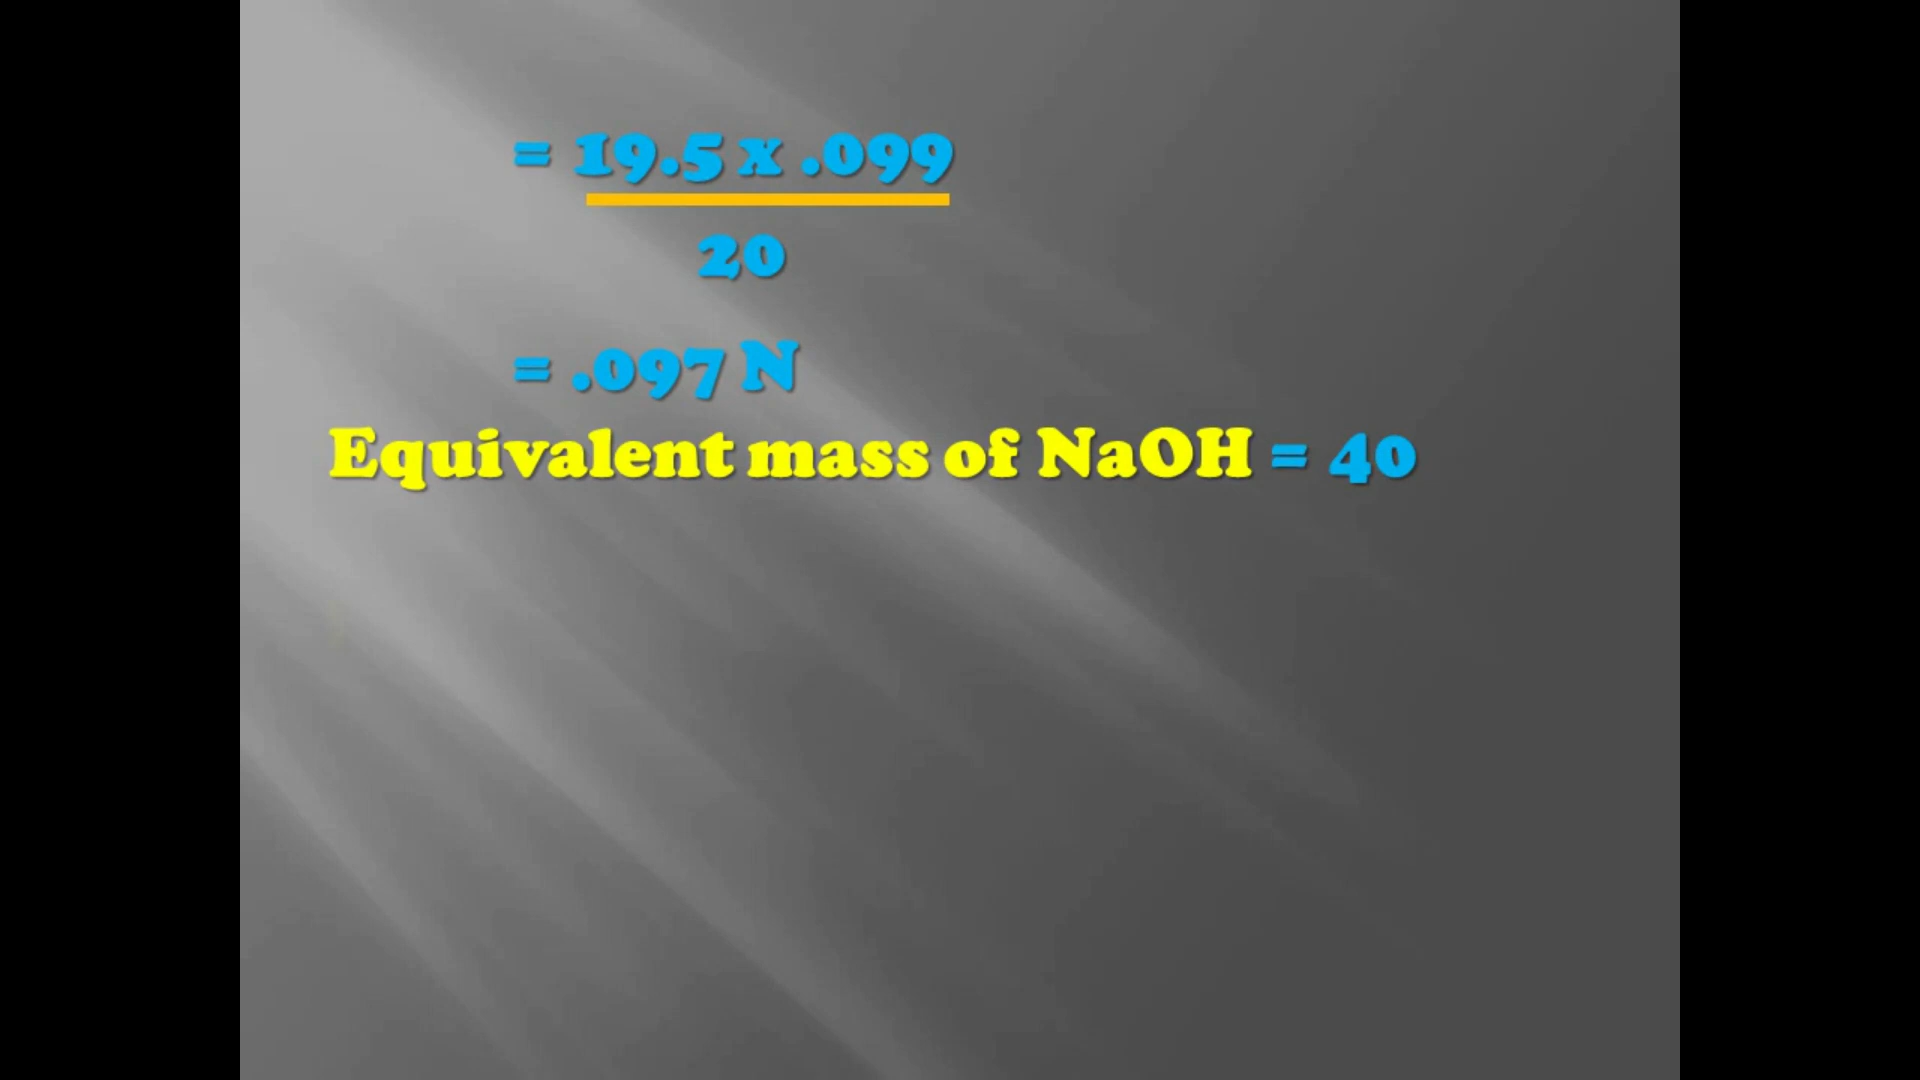 = 19.5 x .099
20
= .097 N
Equivalent mass of NaOH = 40